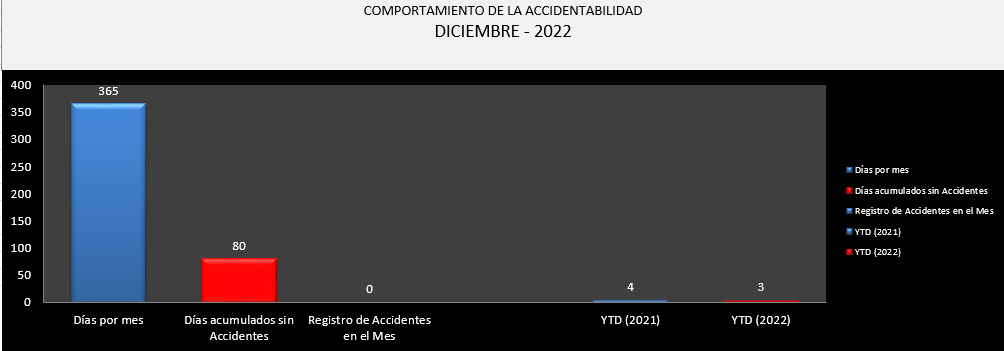 COMPORTAMIENTO DE LA ACCIDENTABILIDAD
DICIEMBRE - 2022
400
350
300
250
200
150
100
50
0
365
80
0
4
3
Días por mes
Días acumulados sin
Accidentes
Registro de Accidentes
en el Mes
YTD (2021)
YTD (2022)
Días por mes
Días acumulados sin Accidentes
Registro de Accidentes en el Mes
YTD (2021)
YTD (2022)